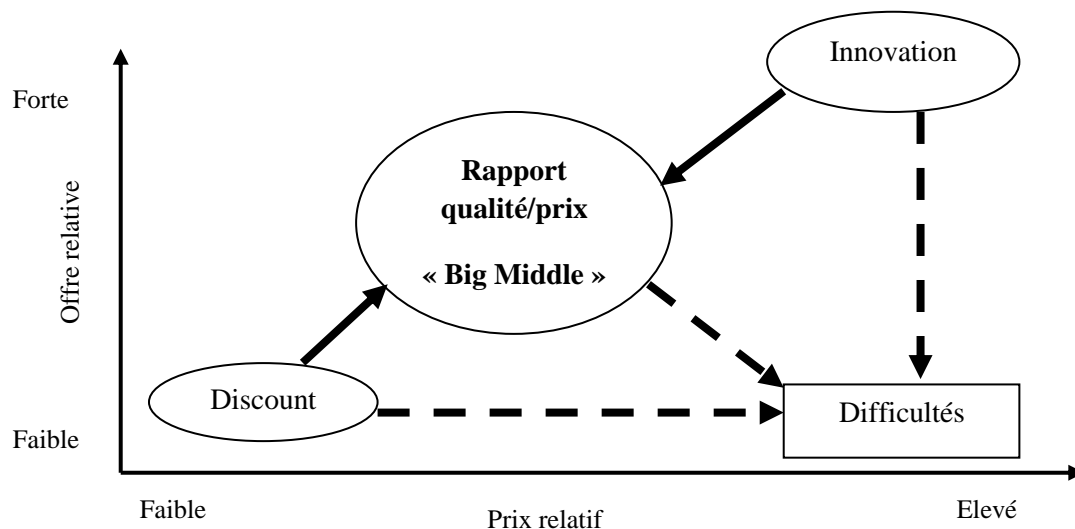 Innovation
Forte
Rapport
qualité/prix
« Big Middle »
Offre relative
Discount
Difficultés
Faible
Faible
Elevé
Prix relatif